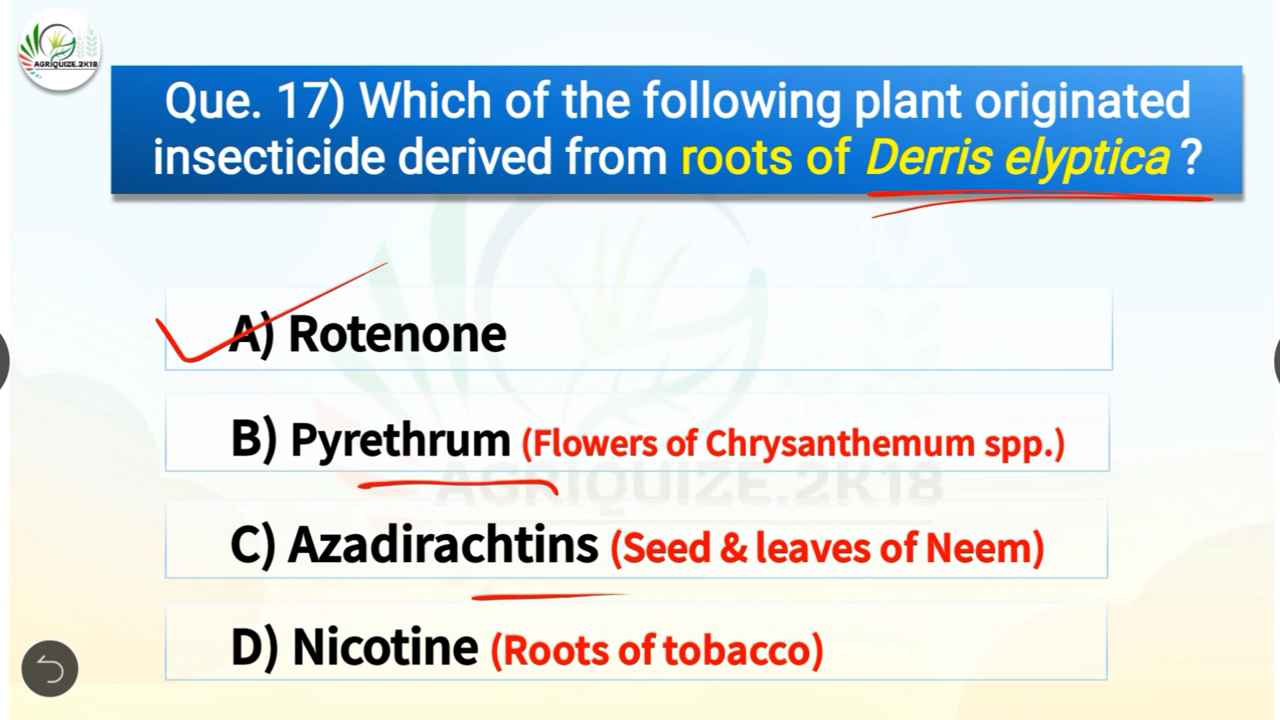 AGRIQUIZE.2K18
Que. 17) Which of the following plant originated
insecticide derived from roots of Derris elyptica ?
A) Rotenone
B) Pyrethrum (Flowers of Chrysanthemum spp.)
AGRIQUIZE.2K18
C) Azadirachtins (Seed & leaves of Neem)
D) Nicotine (Roots of tobacco)